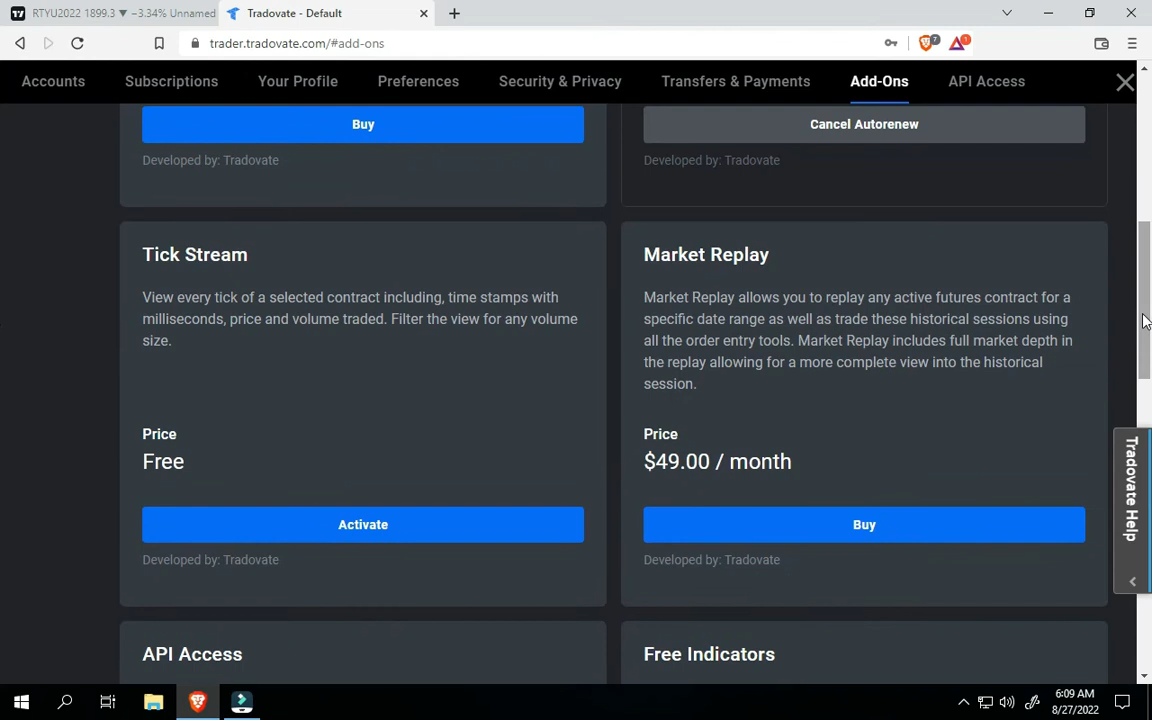 RTYU2022 1899.3 ▼ −3.34% Unnamed
Tradovate - Default
trader.tradovate.com/#add-ons
7
1
Accounts
Subscriptions
Your Profile
Preferences
Security & Privacy
Transfers & Payments
Add-Ons
API Access
Buy
Developed by: Tradovate
Cancel Autorenew
Developed by: Tradovate
Tick Stream
View every tick of a selected contract including, time stamps with
milliseconds, price and volume traded. Filter the view for any volume
size.
Price
Free
Activate
Developed by: Tradovate
Market Replay
Market Replay allows you to replay any active futures contract for a
specific date range as well as trade these historical sessions using
all the order entry tools. Market Replay includes full market depth in
the replay allowing for a more complete view into the historical
session.
Price
$49.00 / month
Buy
Developed by: Tradovate
API Access
Free Indicators
Tradovate Help
6:09 AM
8/27/2022